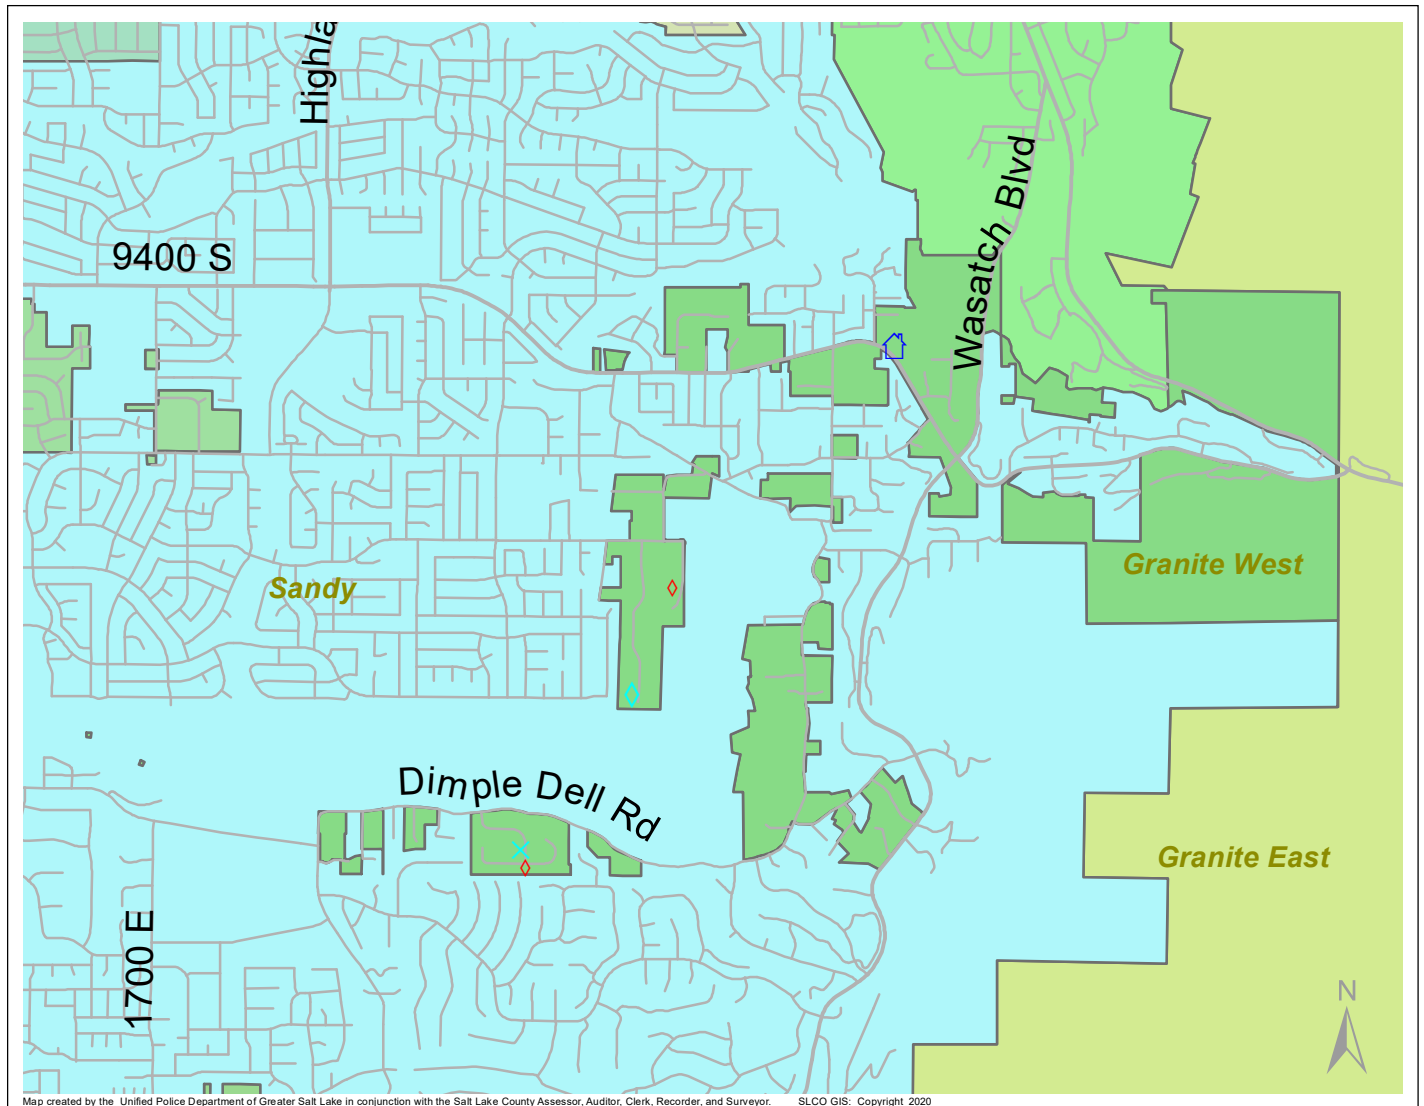 Highla
Wasatch Blvd
9400 S
Granite West
Sandy
Dimple Dell Rd
Granite East
1700 E
N
Map created by the Unified Police Department of Greater Salt Lake in conjunction with the Salt Lake County Assessor, Auditor, Clerk, Recorder, and Surveyor. SLCO GIS: Copyright 2020